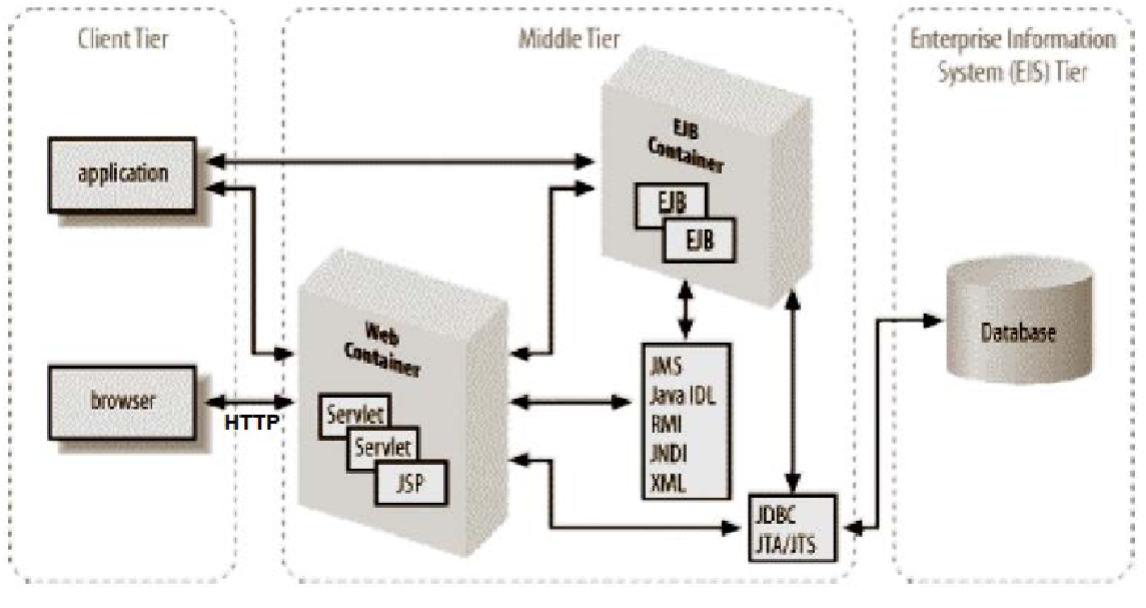 Client Tier
Middle Tier
Enterprise Information
System (EIS) Tier
application
EJB
Container
EJB
EJB
browser
HTTP
Web
Container
Servlet
Servlet
JSP
JMS
Java IDL
RMI
JNDI
XML
JDBC
JTA/JTS
Database